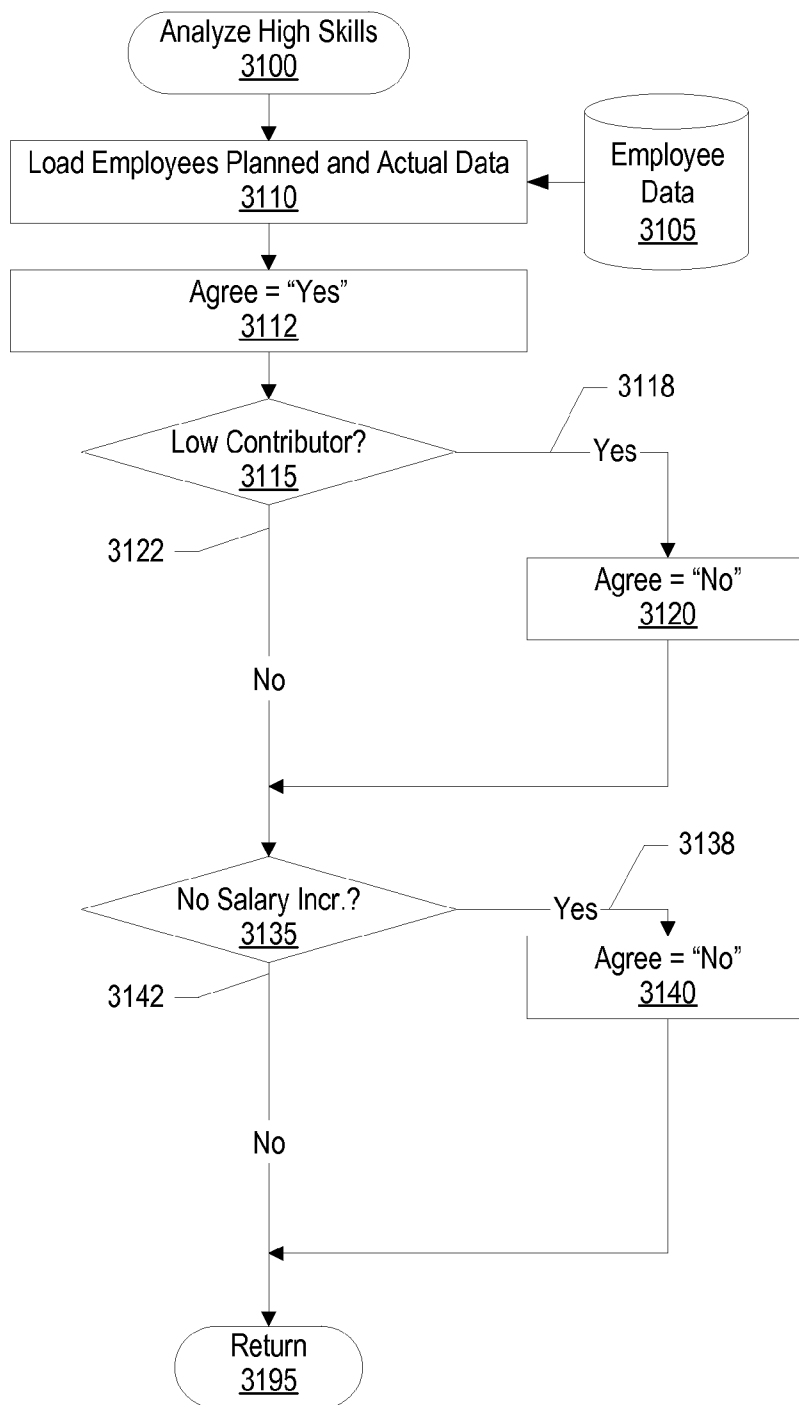 Analyze High Skills
3100
Load Employees Planned and Actual Data
3110
Employee
Data
3105
Agree = “Yes”
3112
3118
Low Contributor?
3115
Yes
3122
Agree = “No”
3120
No
3138
No Salary Incr.?
3135
Yes
3142
Agree = “No”
3140
No
Return
3195